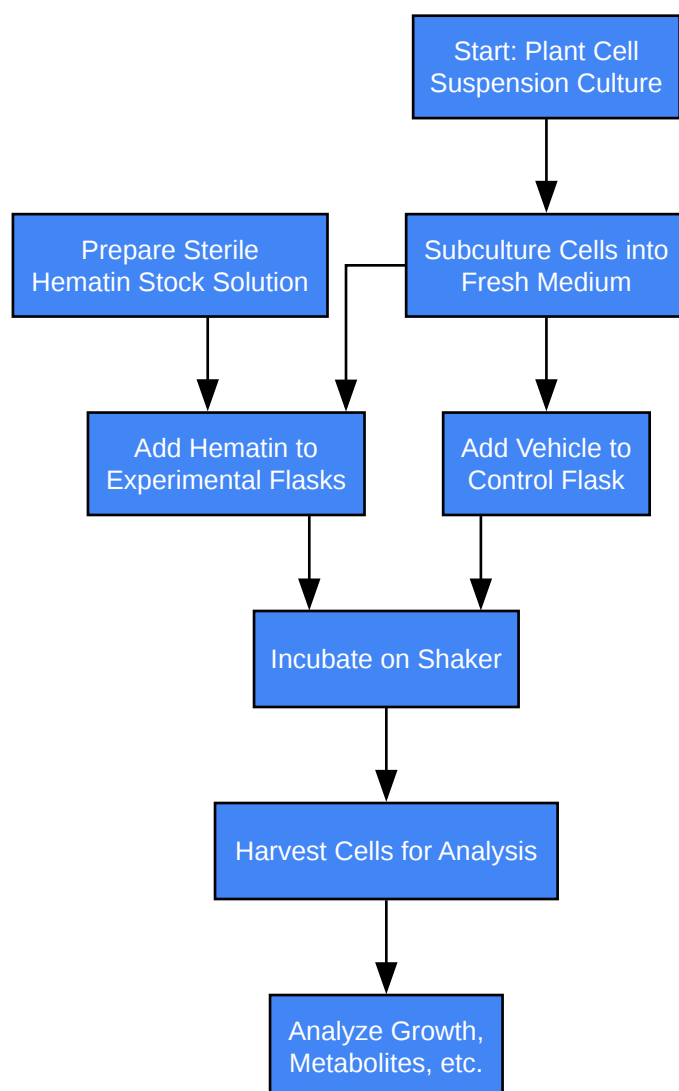 Start: Plant Cell
Suspension Culture
Prepare Sterile
Hematin Stock Solution
Subculture Cells into
Fresh Medium
Add Hematin to
Experimental Flasks
Add Vehicle to
Control Flask
Incubate on Shaker
Harvest Cells for Analysis
Analyze Growth,
Metabolites, etc.